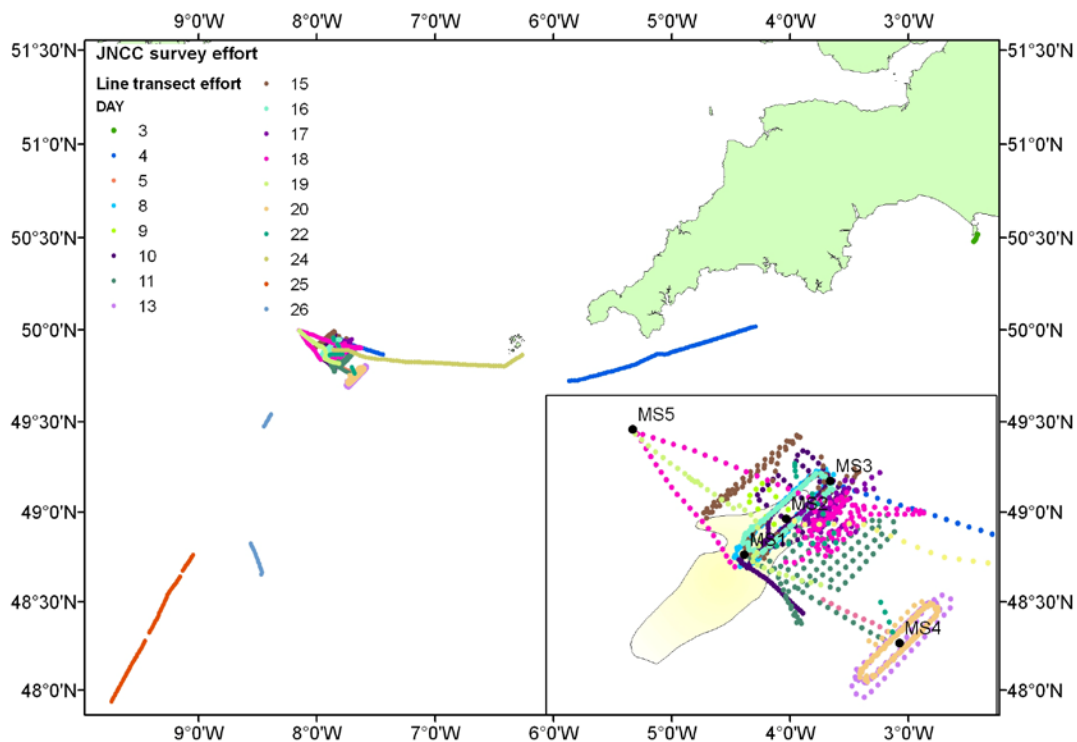 9°0'W 8°0'W 7°0'W 6°0'W 5°0'W 4°0'W 3°0'W
51°30'N 51°30'N
JNCC survey effort
Line transect effort
DAY
3
4
5
8
9
10
11
13
15
16
17
18
19
20
22
24
25
26
51°0'N 51°0'N
50°30'N 50°30'N
50°0'N 50°0'N
49°30'N 49°30'N
49°0'N 49°0'N
48°30'N 48°30'N
48°0'N 48°0'N
MS5
MS3
MS2
MS1
MS4
9°0'W 8°0'W 7°0'W 6°0'W 5°0'W 4°0'W 3°0'W